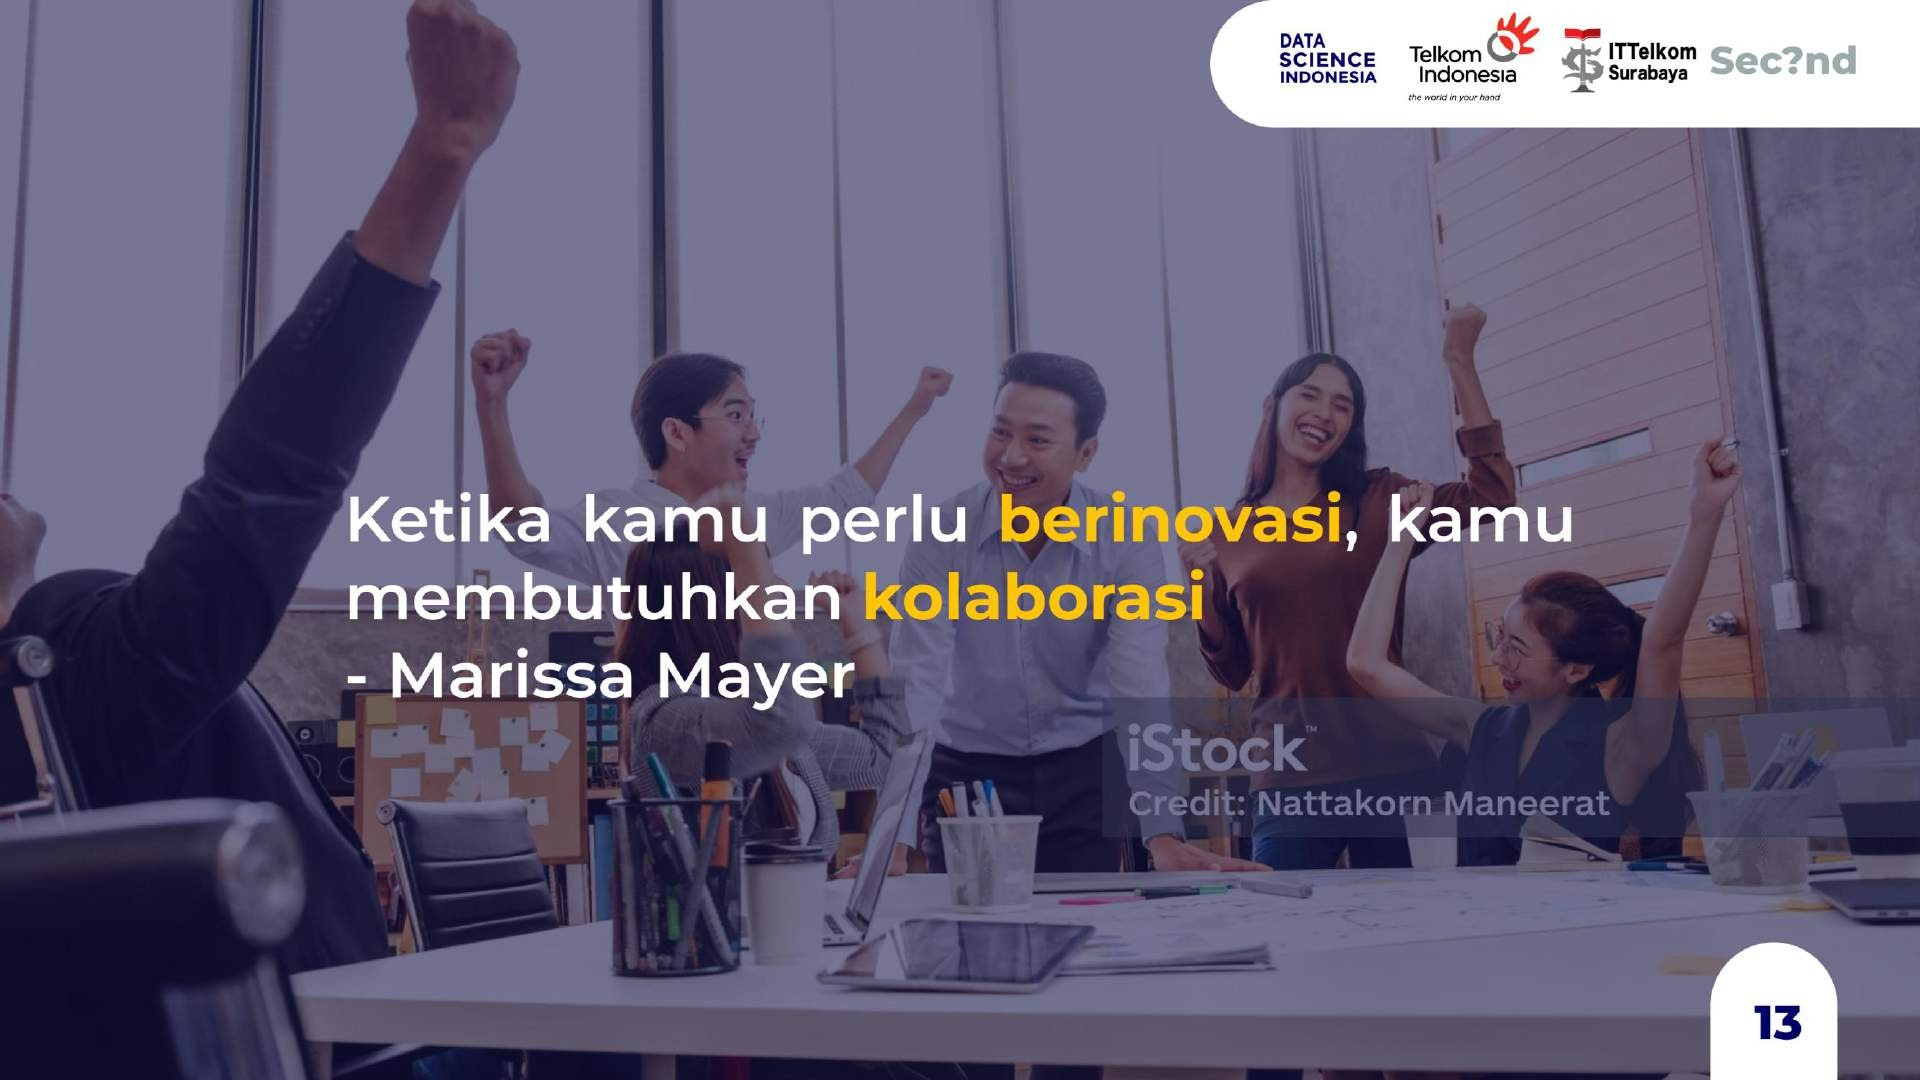 DATA
SCIENCE
INDONESIA
Telkom
Indonesia
the world in your hand
ITTelkom
Surabaya
Sec?nd
Ketika kamu perlu berinovasi, kamu
membutuhkan kolaborasi
- Marissa Mayer
iStock™
Credit: Nattakorn Maneerat
13